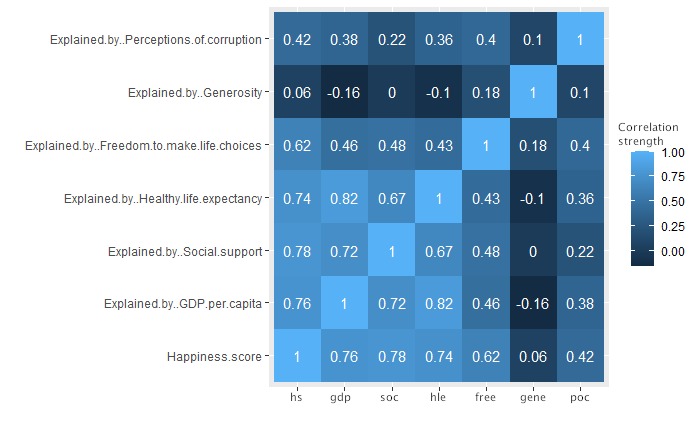 Explained.by..Perceptions.of.corruption 0.42 0.38 0.22 0.36 0.4 0.1 1
Explained.by..Generosity 0.06 -0.16 0 -0.1 0.18 1 0.1
Explained.by..Freedom.to.make.life.choices 0.62 0.46 0.48 0.43 1 0.18 0.4
Explained.by..Healthy.life.expectancy 0.74 0.82 0.67 1 0.43 -0.1 0.36
Explained.by..Social.support 0.78 0.72 1 0.67 0.48 0 0.22
Explained.by..GDP.per.capita 0.76 1 0.72 0.82 0.46 -0.16 0.38
Happiness.score 1 0.76 0.78 0.74 0.62 0.06 0.42
hs gdp soc hle free gene poc
Correlation
strength
1.00
0.75
0.50
0.25
0.00